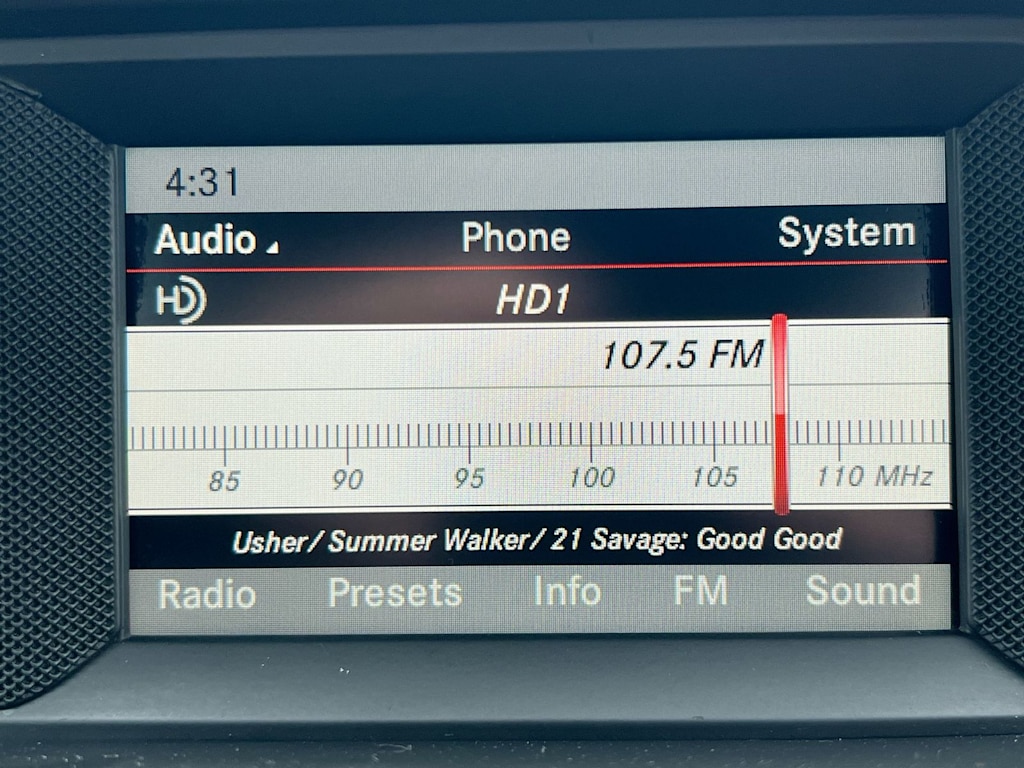 4:31
Audio Phone System
HD HD1
107.5 FM
85 90 95 100 105 110 MHz
Usher/ Summer Walker/ 21 Savage: Good Good
Radio Presets Info FM Sound